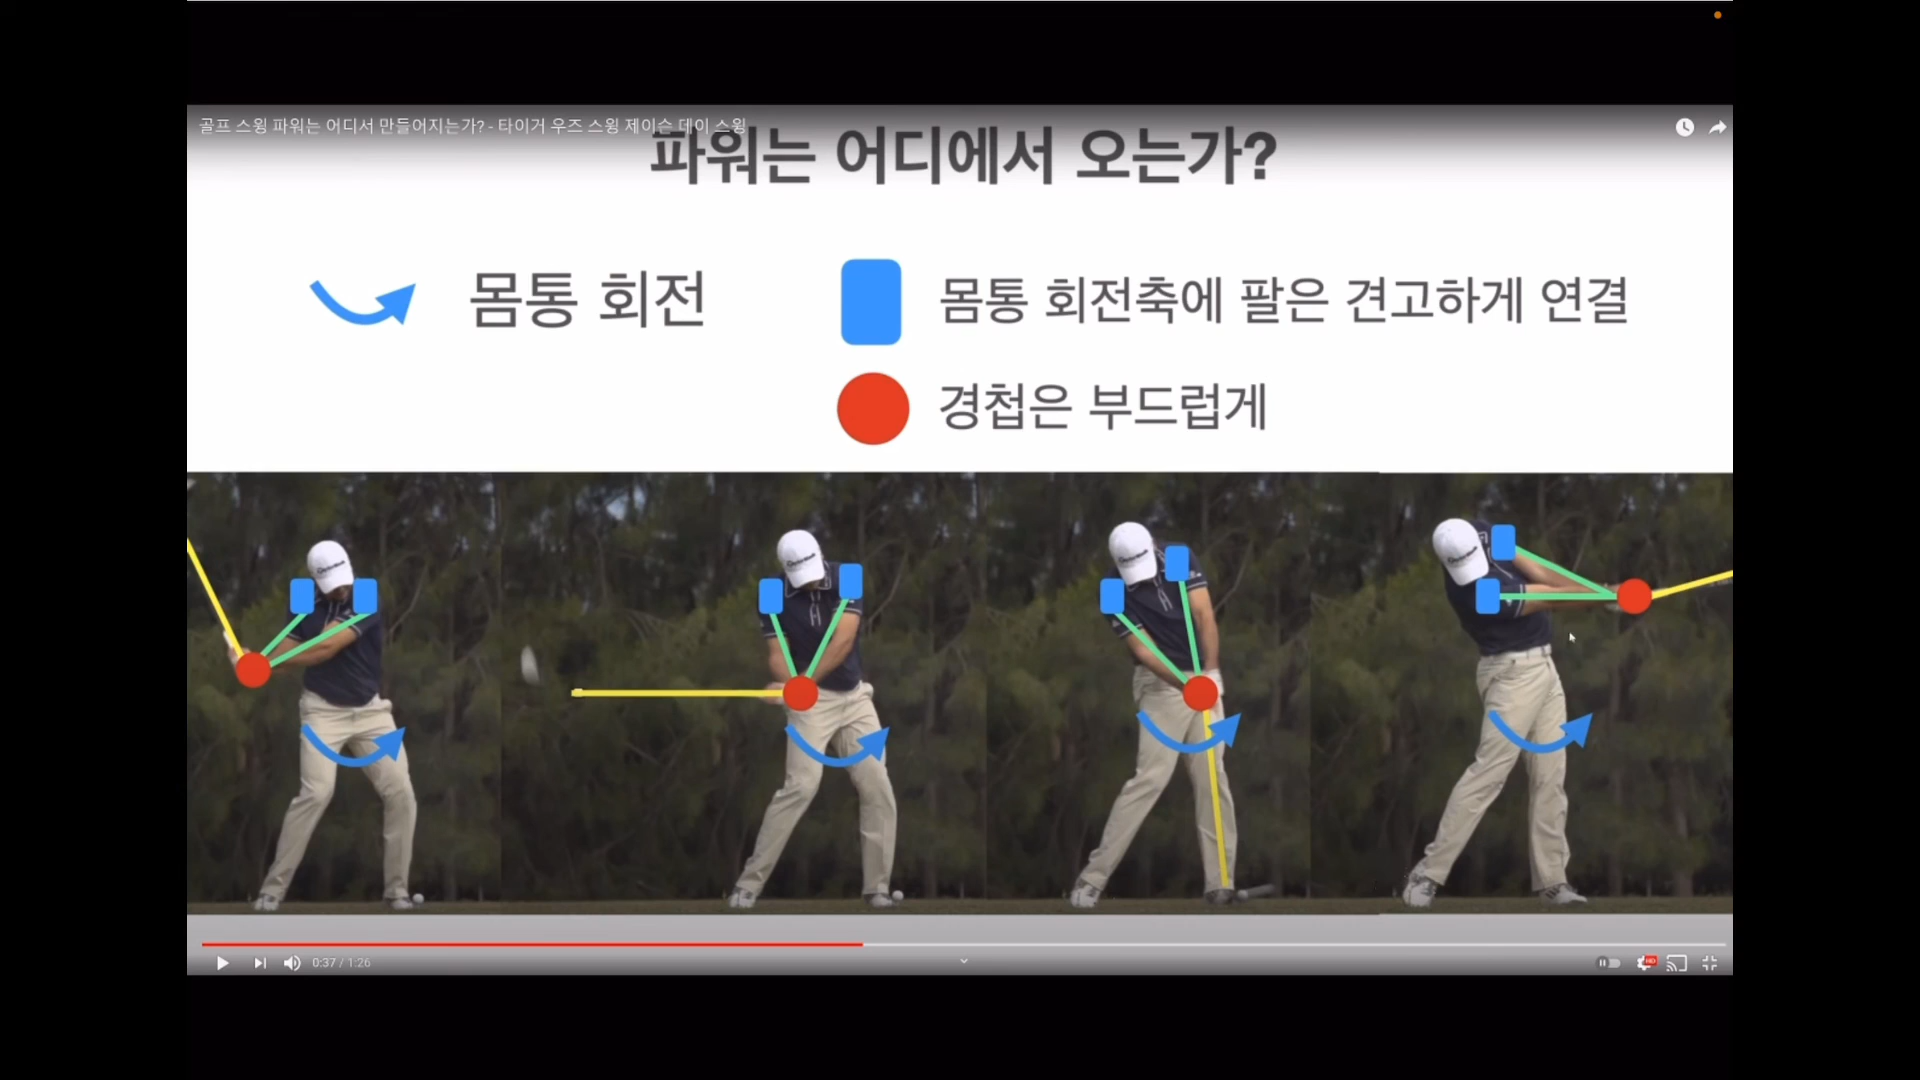 골프 스윙 파워는 어디서 만들어지는가? - 타이거 우즈 스윙 제이슨 데이 스윙
파워는 어디에서 오는가?
몸통 회전
몸통 회전축에 팔은 견고하게 연결
경첩은 부드럽게
0:37 / 1:26
HD